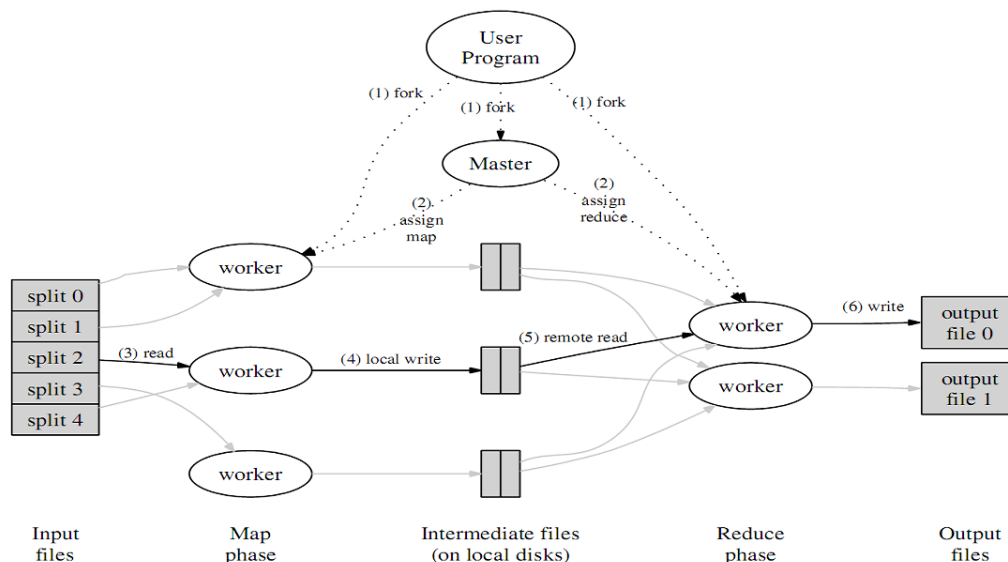 User
Program
(1) fork
(1) fork
(1) fork
Master
(2)
assign
map
(2)
assign
reduce
worker
split 0
split 1
split 2
split 3
split 4
(3) read
worker
(4) local write
(5) remote read
worker
(6) write
output
file 0
worker
output
file 1
worker
Input
files
Map
phase
Intermediate files
(on local disks)
Reduce
phase
Output
files